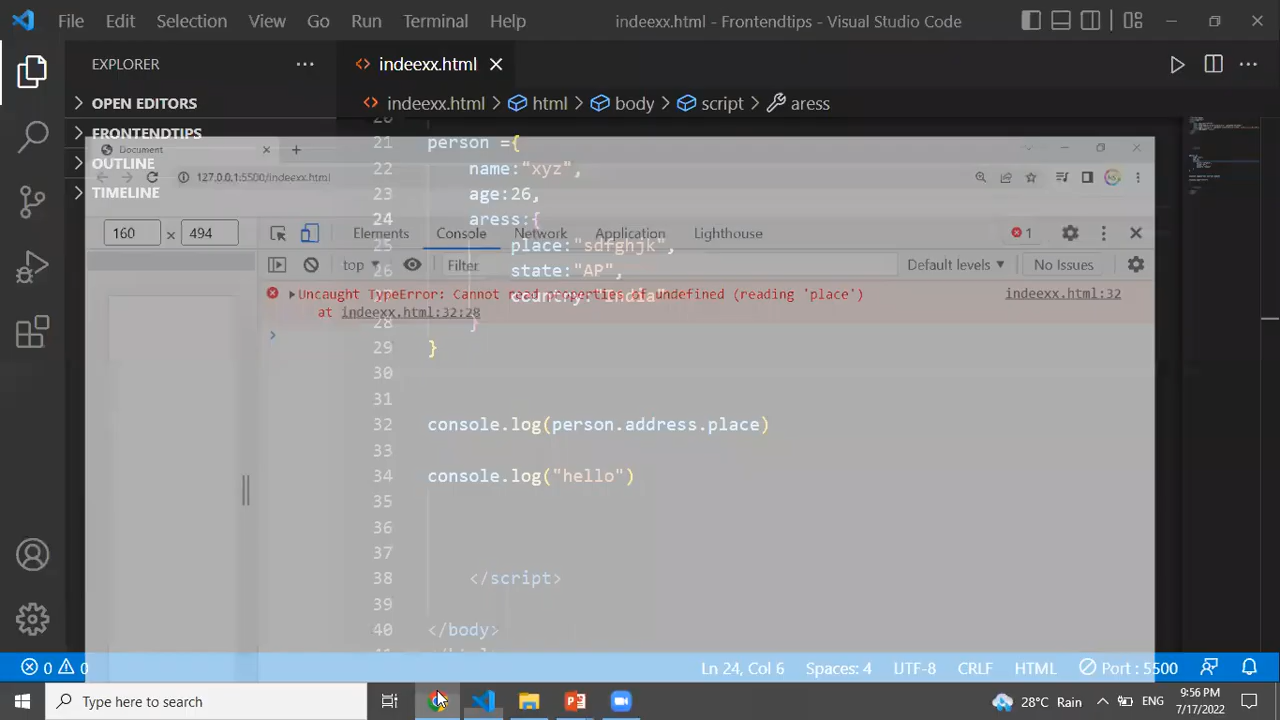 File Edit Selection View Go Run Terminal Help indeexx.html - Frontendtips - Visual Studio Code
EXPLORER
indeexx.html
OPEN EDITORS
indeexx.html > html > body > script > aress
FRONTENDTIPS
OUTLINE
TIMELINE
20
21 person ={
22 name:"xyz",
23 age:26,
24 aress:{
25 place:"sdfghjk",
26 state:"AP",
country:"India"
28 }
29 }
30
31
32 console.log(person.address.place)
33
34 console.log("hello")
35
36
37
38 </script>
39
40 </body>
Document
127.0.0.1:5500/indeexx.html
160 x 494
Elements Console Network Application Lighthouse 1
top Filter Default levels No Issues
Uncaught TypeError: Cannot read properties of undefined (reading 'place') indeexx.html:32
at indeexx.html:32:28
0 0 Ln 24, Col 6 Spaces: 4 UTF-8 CRLF HTML Port : 5500
Type here to search
28°C Rain ENG
9:56 PM
7/17/2022